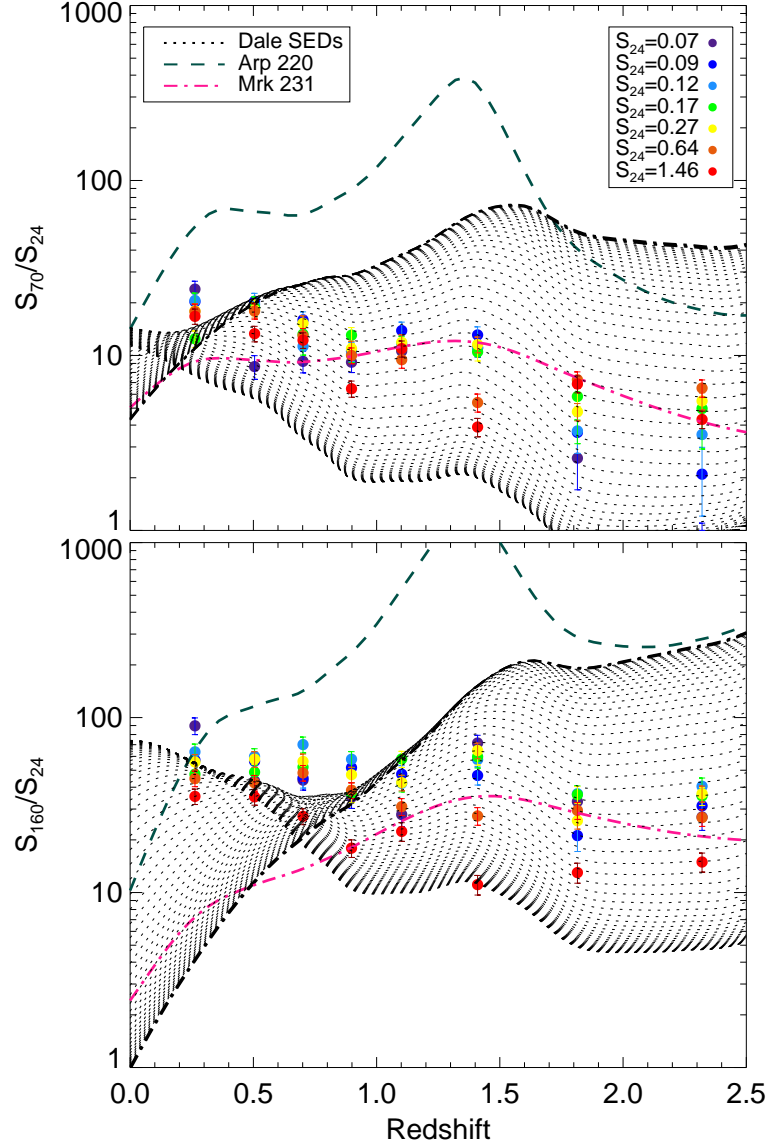 Dale SEDs
Arp 220
Mrk 231
S24=0.07
S24=0.09
S24=0.12
S24=0.17
S24=0.27
S24=0.64
S24=1.46
1000
100
10
1
S70/S24
1000
100
10
1
S160/S24
0.0 0.5 1.0 1.5 2.0 2.5
Redshift